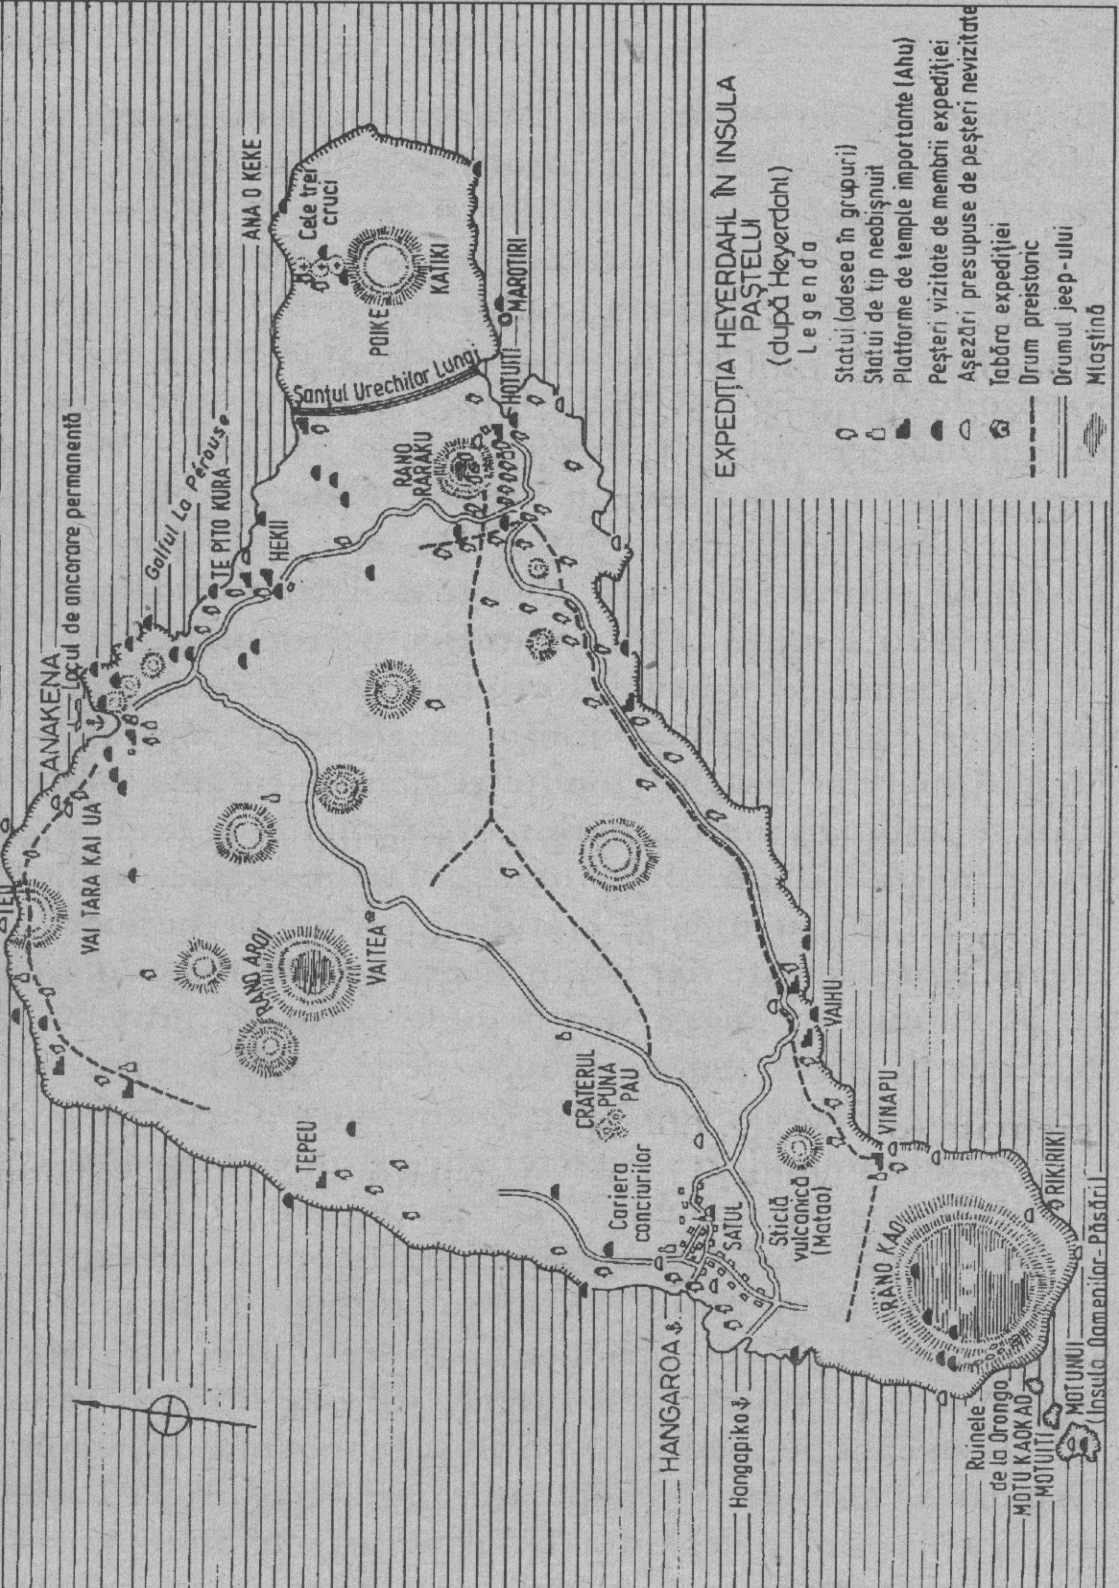 EXPEDIȚIA HEYERDAHL ÎN INSULA
PAȘTELUI
(după Heyerdahl)
Legenda
Statui (adesea în grupuri)
Statui de tip neobișnuit
Platforme de temple importante (Ahu)
Peșteri vizitate de membrii expediției
Așezări presupuse de peșteri nevizitate
Tabăra expediției
Drum preistoric
Drumul jeep-ului
Mlaștină
ANAKENA
Locul de ancorare permanentă
Golful La Pérouse
TE PITO KURA
HEKII
ANA O KEKE
Cele trei
cruci
POIKE
KATIKI
Șanțul Urechilor Lungi
MAROTIRI
HOTUITI
RANO
RARAKU
VAI TARA KAI UA
RANO AROI
VAITEA
TEPEU
CRATERUL
PUNA
PAU
Cariera
conciurilor
SATUL
Sticlă
vulcanică
(Matao)
VAIHU
VINAPU
HANGAROA
Hangapiko
RANO KAO
RIKIRIKI
Ruinele
de la Orongo
MOTU KAOKAO
MOTUITI
MOTUNUI
(Insula Oamenilor-Păsări)